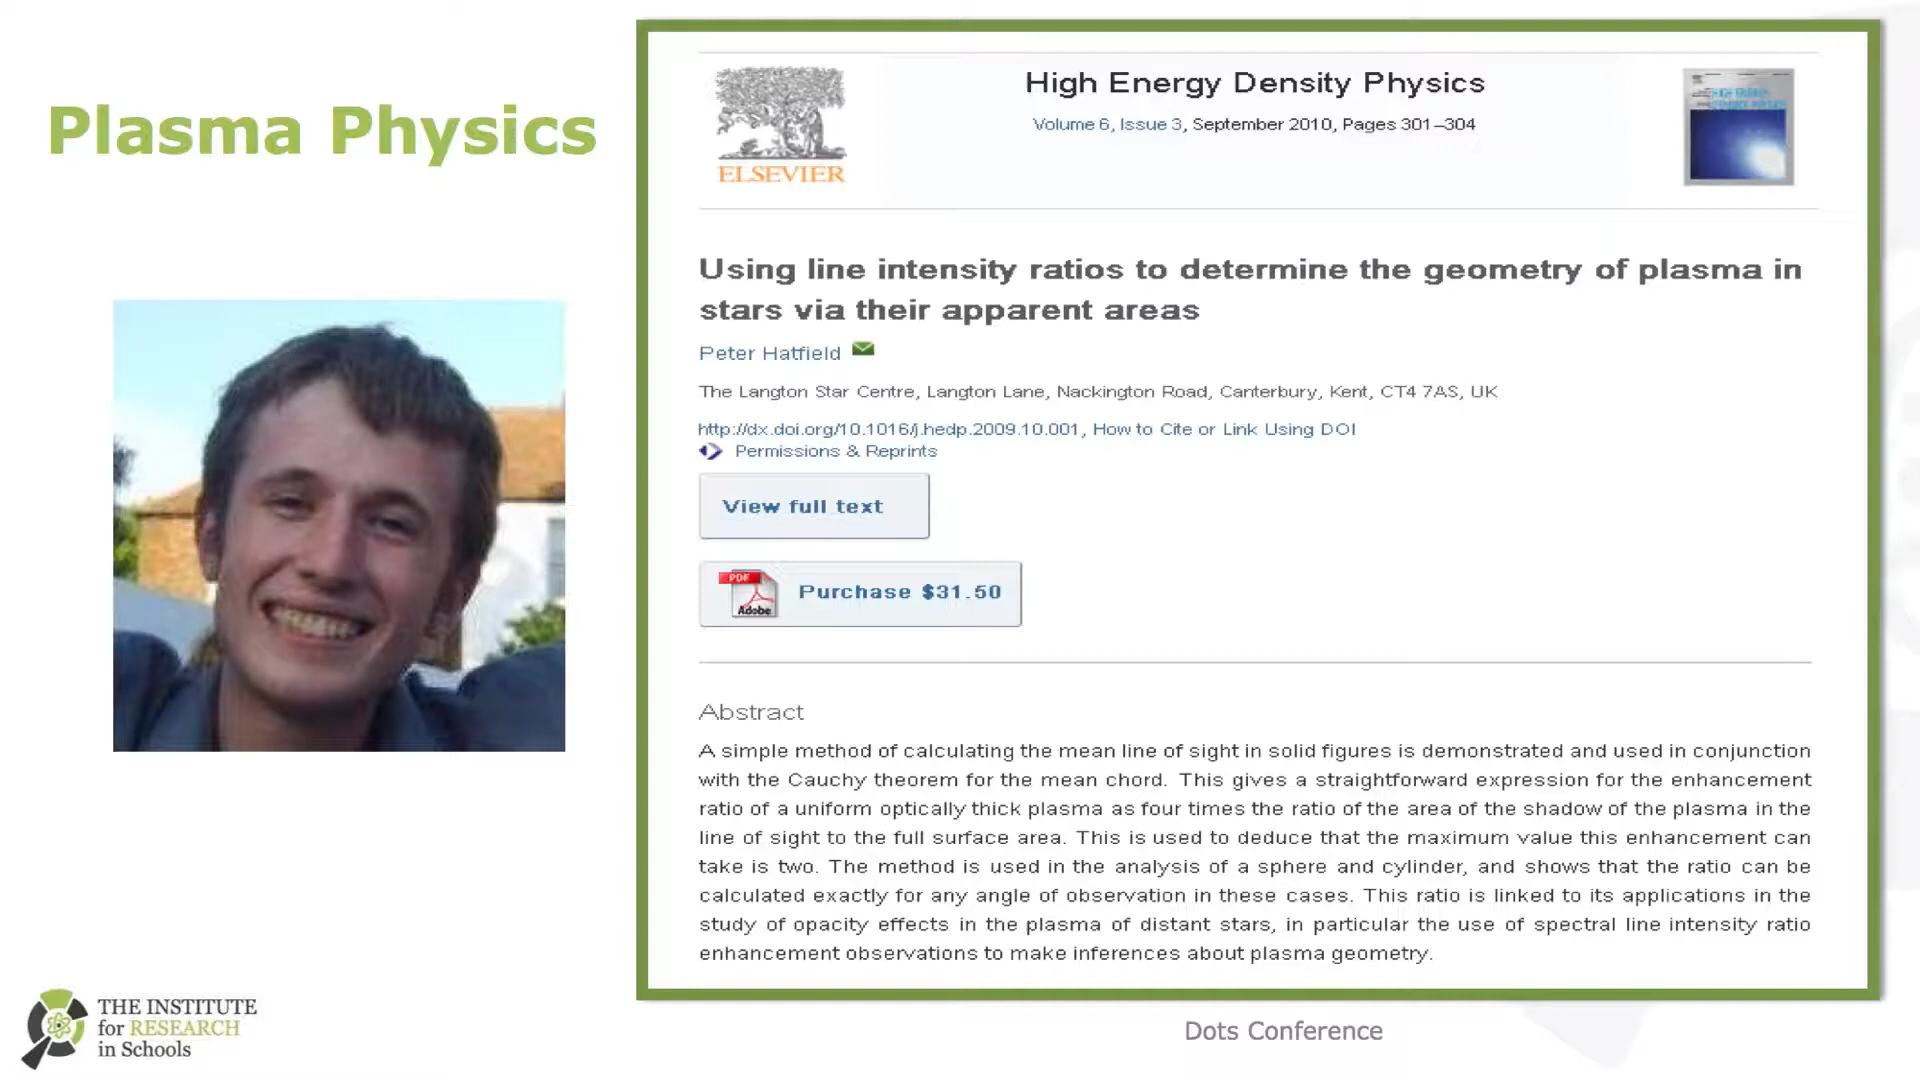 Plasma Physics
ELSEVIER
High Energy Density Physics
Volume 6, Issue 3, September 2010, Pages 301–304
Using line intensity ratios to determine the geometry of plasma in
stars via their apparent areas
Peter Hatfield
The Langton Star Centre, Langton Lane, Nackington Road, Canterbury, Kent, CT4 7AS, UK
http://dx.doi.org/10.1016/j.hedp.2009.10.001, How to Cite or Link Using DOI
Permissions & Reprints
View full text
PDF
Adobe
Purchase $31.50
Abstract
A simple method of calculating the mean line of sight in solid figures is demonstrated and used in conjunction
with the Cauchy theorem for the mean chord. This gives a straightforward expression for the enhancement
ratio of a uniform optically thick plasma as four times the ratio of the area of the shadow of the plasma in the
line of sight to the full surface area. This is used to deduce that the maximum value this enhancement can
take is two. The method is used in the analysis of a sphere and cylinder, and shows that the ratio can be
calculated exactly for any angle of observation in these cases. This ratio is linked to its applications in the
study of opacity effects in the plasma of distant stars, in particular the use of spectral line intensity ratio
enhancement observations to make inferences about plasma geometry.
THE INSTITUTE
for RESEARCH
in Schools
Dots Conference